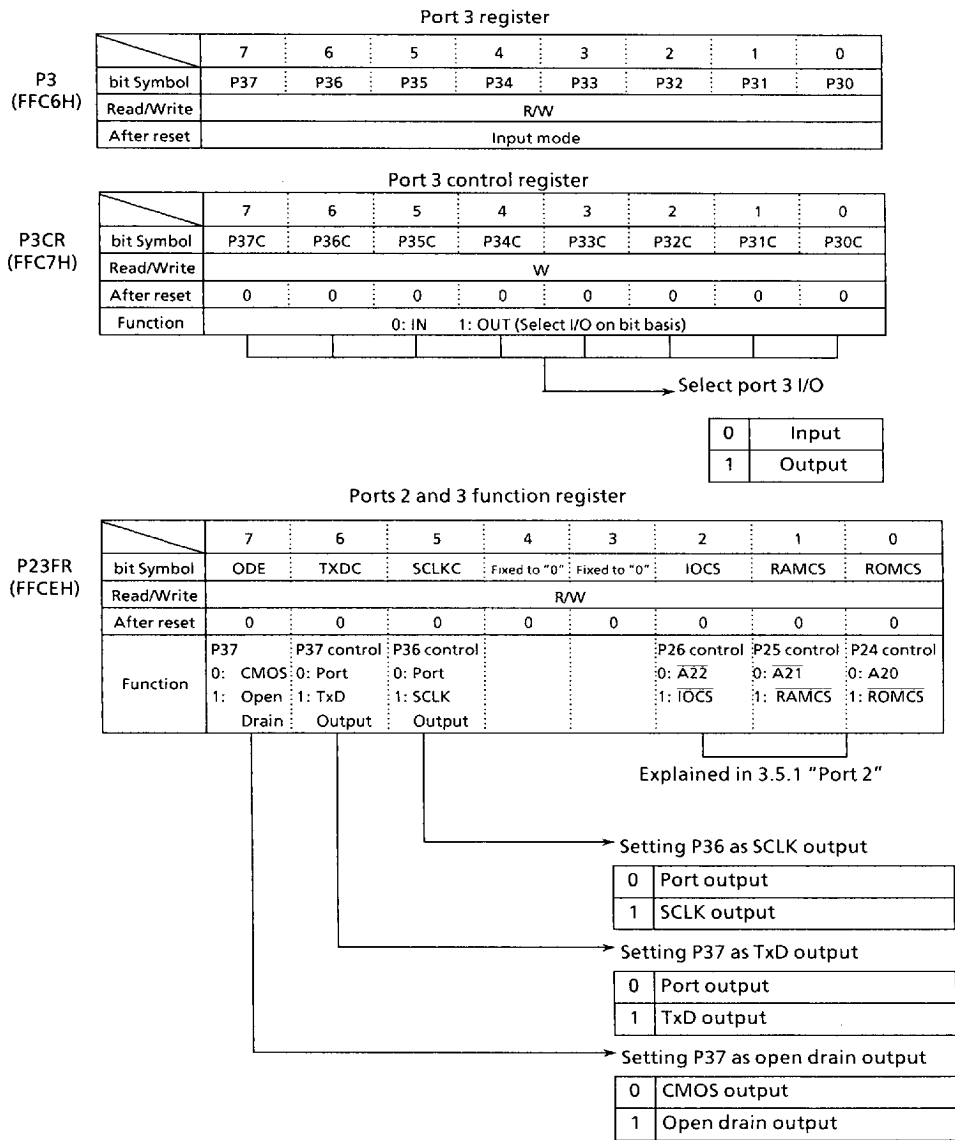 Port 3 register
7 6 5 4 3 2 1 0
P3
(FFC6H)
bit Symbol P37 P36 P35 P34 P33 P32 P31 P30
Read/Write R/W
After reset Input mode
Port 3 control register
7 6 5 4 3 2 1 0
P3CR
(FFC7H)
bit Symbol P37C P36C P35C P34C P33C P32C P31C P30C
Read/Write W
After reset 0 0 0 0 0 0 0 0
Function 0: IN 1: OUT (Select I/O on bit basis)
Select port 3 I/O
0 Input
1 Output
Ports 2 and 3 function register
7 6 5 4 3 2 1 0
P23FR
(FFCEH)
bit Symbol ODE TXDC SCLKC Fixed to "0" Fixed to "0" IOCS RAMCS ROMCS
Read/Write R/W
After reset 0 0 0 0 0 0 0 0
P37 P37 control P36 control P26 control P25 control P24 control
0: CMOS 0: Port 0: Port 0: A22 0: A21 0: A20
Function 1: Open 1: TxD 1: SCLK 1: IOCS 1: RAMCS 1: ROMCS
Drain Output Output
Explained in 3.5.1 "Port 2"
Setting P36 as SCLK output
0 Port output
1 SCLK output
Setting P37 as TxD output
0 Port output
1 TxD output
Setting P37 as open drain output
0 CMOS output
1 Open drain output